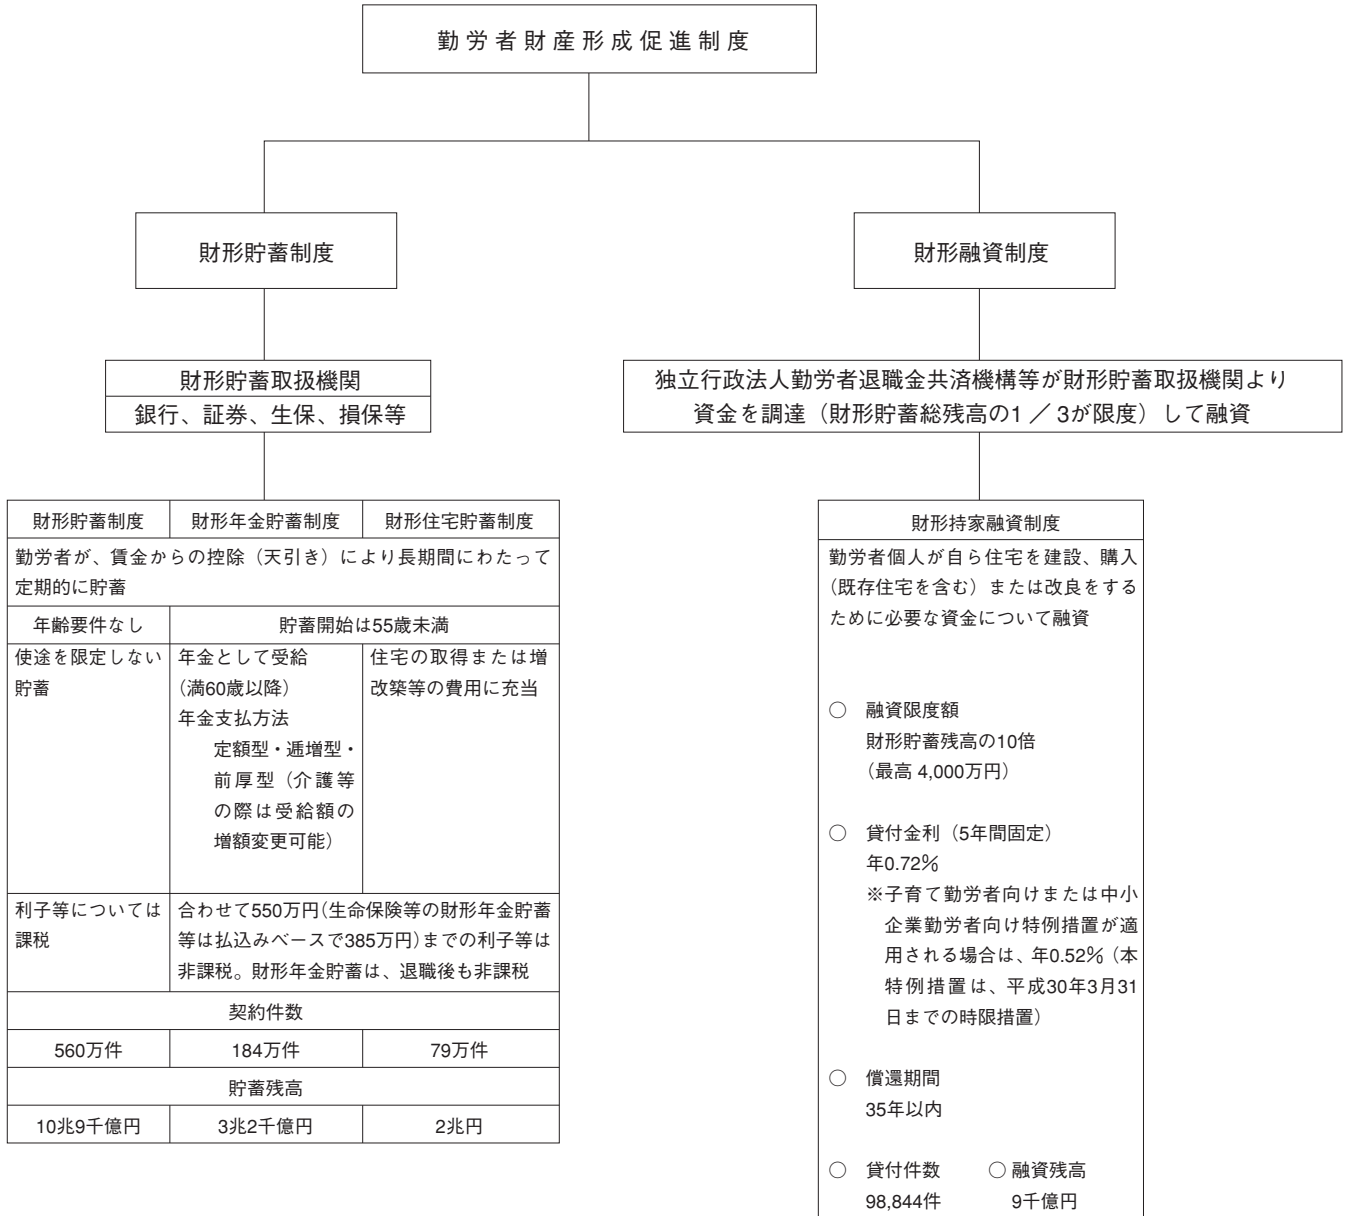 勤労者財産形成促進制度
財形貯蓄制度
財形貯蓄取扱機関
銀行、証券、生保、損保等
財形貯蓄制度
財形年金貯蓄制度
財形住宅貯蓄制度
勤労者が、賃金からの控除（天引き）により長期間にわたって
定期的に貯蓄
年齢要件なし
貯蓄開始は55歳未満
使途を限定しない
貯蓄
年金として受給
（満60歳以降）
年金支払方法
定額型・逓増型・
前厚型（介護等
の際は受給額の
増額変更可能）
住宅の取得または増
改築等の費用に充当
利子等については
課税
合わせて550万円（生命保険等の財形年金貯蓄
等は払込みベースで385万円）までの利子等は
非課税。財形年金貯蓄は、退職後も非課税
契約件数
560万件
184万件
79万件
貯蓄残高
10兆9千億円
3兆2千億円
2兆円
財形融資制度
独立行政法人勤労者退職金共済機構等が財形貯蓄取扱機関より
資金を調達（財形貯蓄総残高の1／3が限度）して融資
財形持家融資制度
勤労者個人が自ら住宅を建設、購入
（既存住宅を含む）または改良をする
ために必要な資金について融資
○ 融資限度額
財形貯蓄残高の10倍
（最高 4,000万円）
○ 貸付金利（5年間固定）
年0.72％
※子育て勤労者向けまたは中小
企業勤労者向け特例措置が適
用される場合は、年0.52％（本
特例措置は、平成30年3月31
日までの時限措置）
○ 償還期間
35年以内
○ 貸付件数 ○ 融資残高
98,844件 9千億円